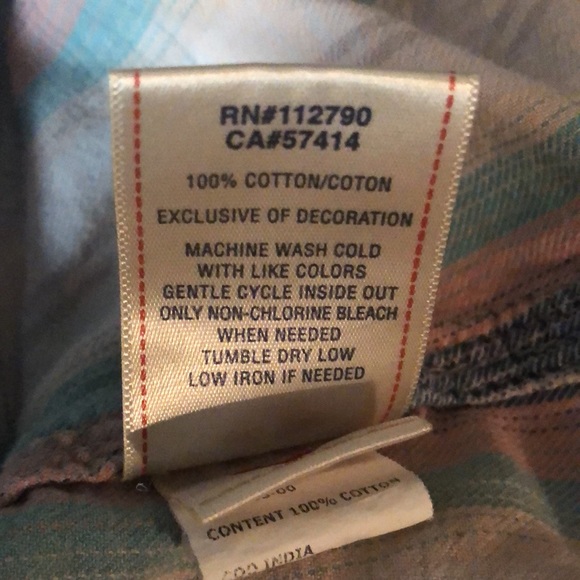 RN#112790
CA#57414
100% COTTON/COTON
EXCLUSIVE OF DECORATION
MACHINE WASH COLD
WITH LIKE COLORS
GENTLE CYCLE INSIDE OUT
ONLY NON-CHLORINE BLEACH
WHEN NEEDED
TUMBLE DRY LOW
LOW IRON IF NEEDED
CONTENT 100% COTTON
INDIA